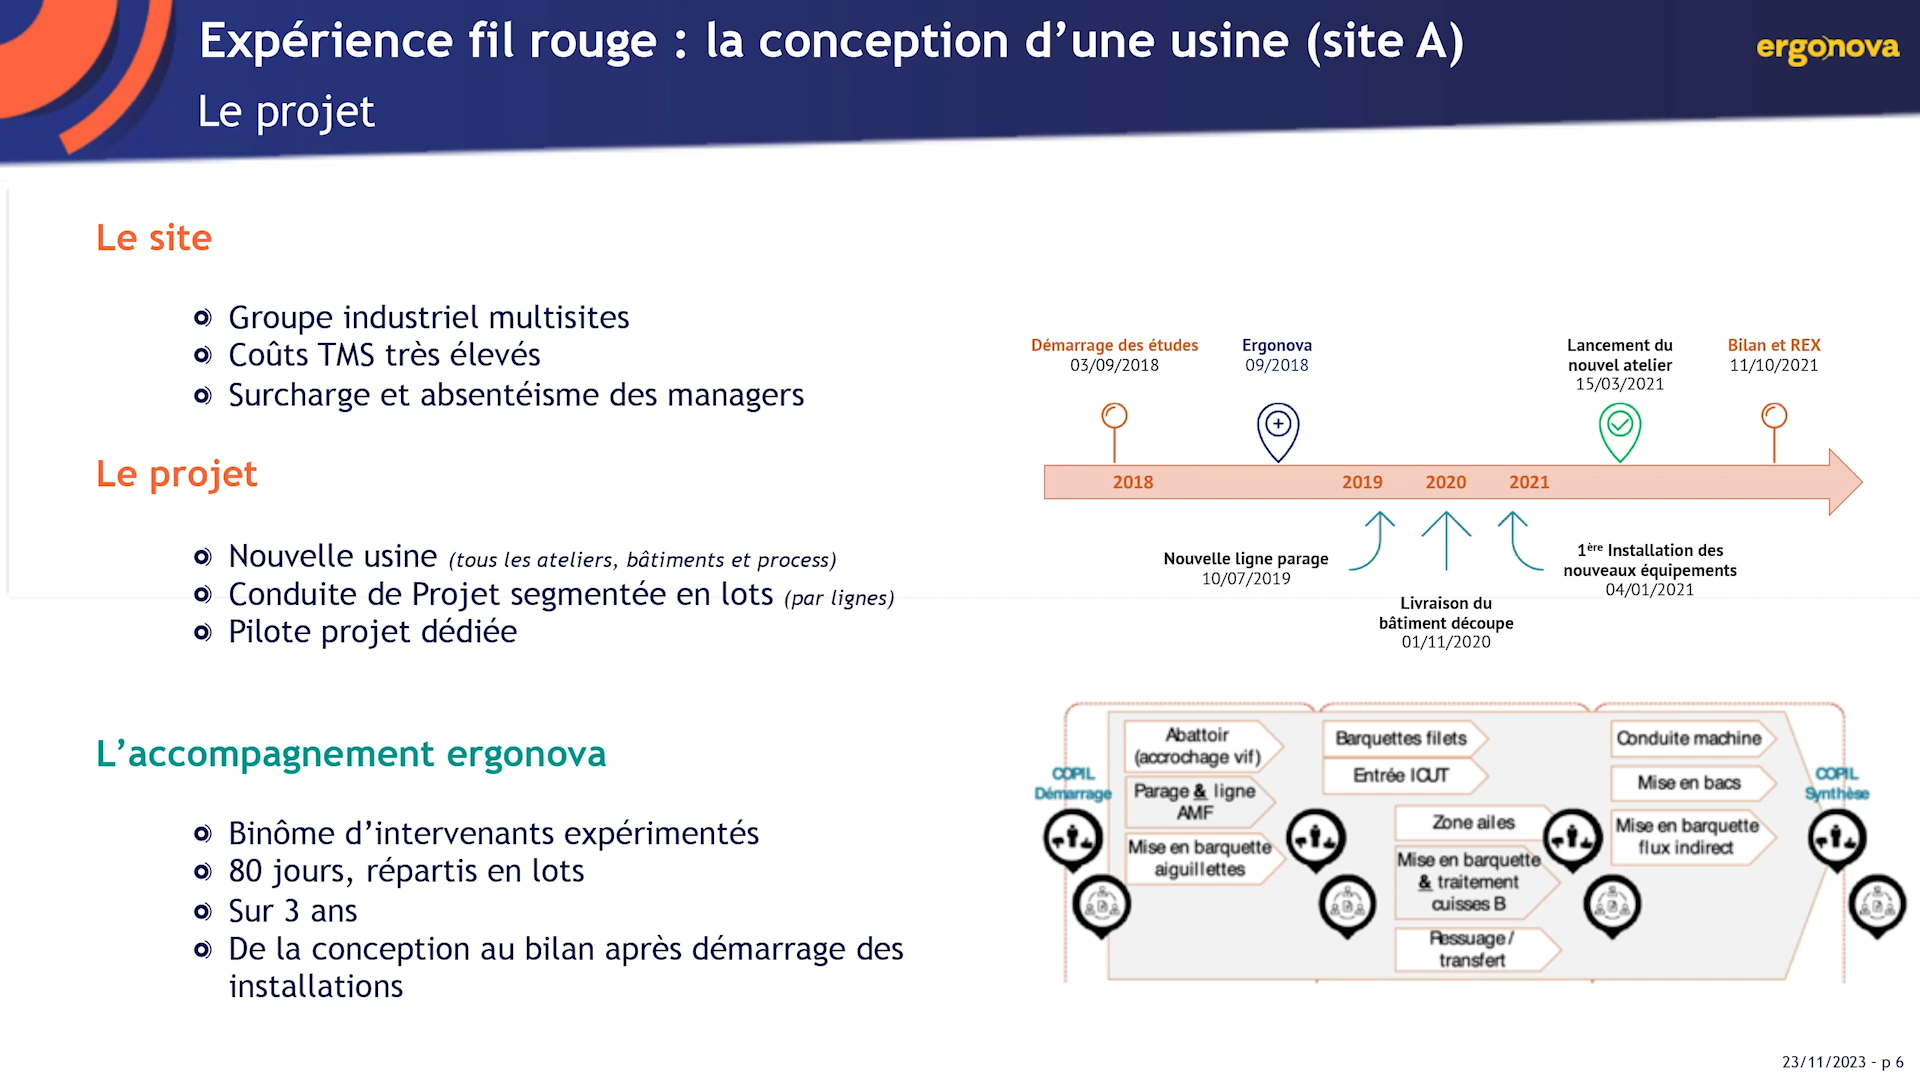 Expérience fil rouge : la conception d’une usine (site A)
ergonova
Le projet
Le site
Groupe industriel multisites
Coûts TMS très élevés
Surcharge et absentéisme des managers
Le projet
Nouvelle usine (tous les ateliers, bâtiments et process)
Conduite de Projet segmentée en lots (par lignes)
Pilote projet dédiée
L’accompagnement ergonova
Binôme d’intervenants expérimentés
80 jours, répartis en lots
Sur 3 ans
De la conception au bilan après démarrage des
installations
Démarrage des études
03/09/2018
Ergonova
09/2018
Lancement du
nouvel atelier
15/03/2021
Bilan et REX
11/10/2021
2018
2019
2020
2021
Nouvelle ligne parage
10/07/2019
Livraison du
bâtiment découpe
01/11/2020
1ère Installation des
nouveaux équipements
04/01/2021
COPIL
Démarrage
Abattoir
(accrochage vif)
Parage & ligne
AMF
Mise en barquette
aiguillettes
Barquettes filets
Entrée ICUT
Zone ailes
Mise en barquette
& traitement
cuisses B
Ressuage /
transfert
Conduite machine
Mise en bacs
Mise en barquette
flux indirect
COPIL
Synthèse
23/11/2023 - p 6